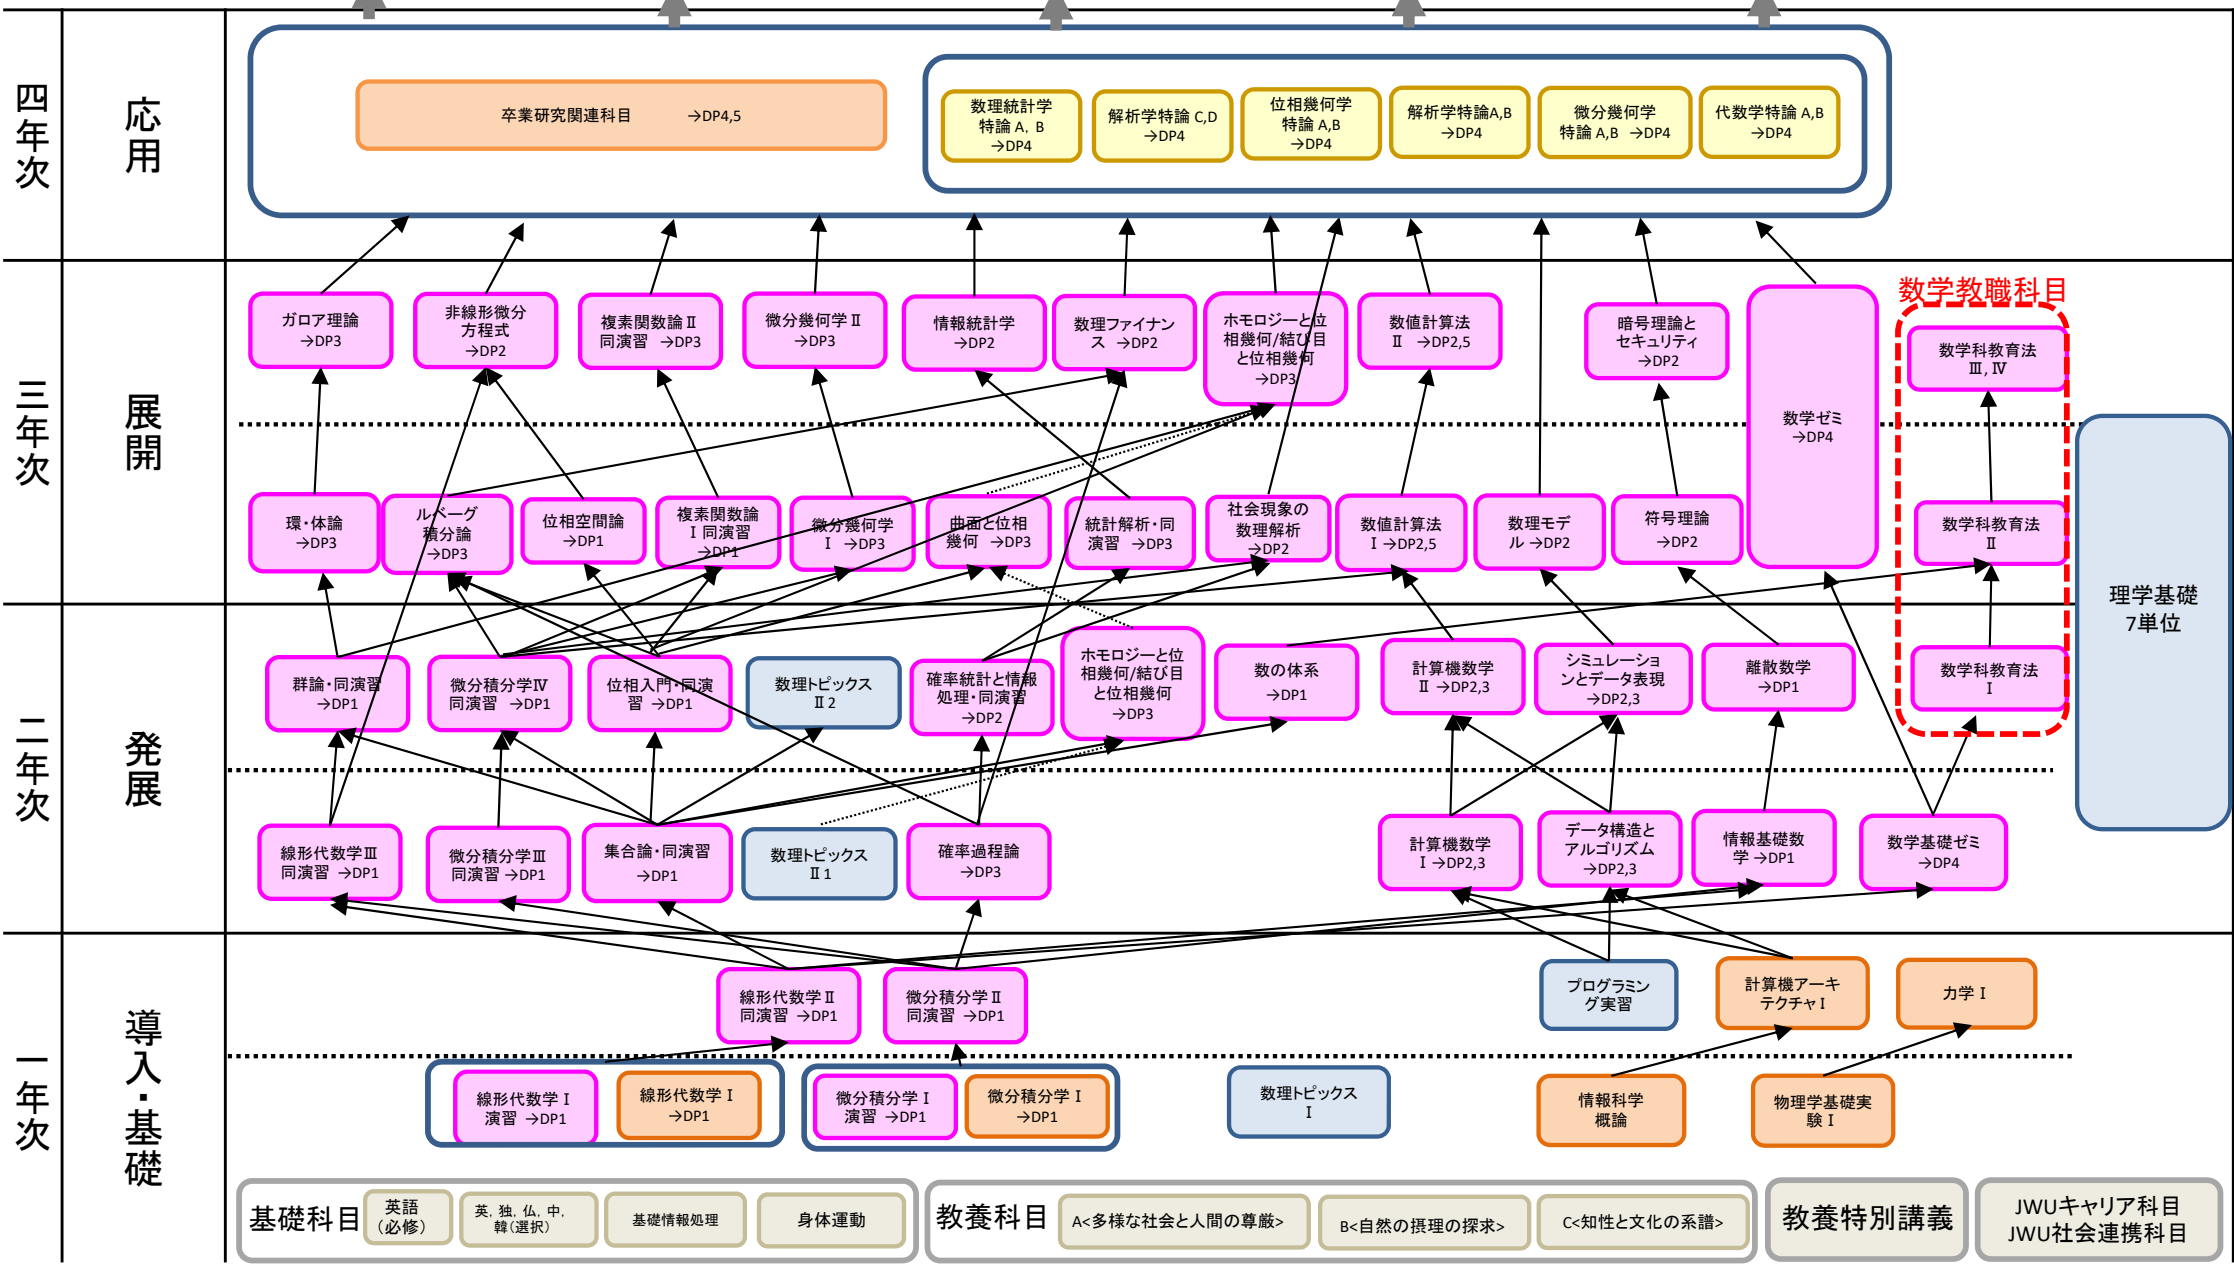 四年次
応用
卒業研究関連科目 →DP4,5
数理統計学
特論 A, B
→DP4
解析学特論 C,D
→DP4
位相幾何学
特論 A,B
→DP4
解析学特論A,B
→DP4
微分幾何学
特論 A,B →DP4
代数学特論 A,B
→DP4
三年次
展開
ガロア理論
→DP3
非線形微分
方程式
→DP2
複素関数論Ⅱ
同演習 →DP3
微分幾何学Ⅱ
→DP3
情報統計学
→DP2
数理ファイナン
ス →DP2
ホモロジーと位
相幾何/結び目
と位相幾何
→DP3
数値計算法
Ⅱ →DP2,5
暗号理論と
セキュリティ
→DP2
数学ゼミ
→DP4
数学教職科目
数学科教育法
Ⅲ,Ⅳ
環・体論
→DP3
ルベーグ
積分論
→DP3
位相空間論
→DP1
複素関数論
Ⅰ同演習
→DP1
微分幾何学
Ⅰ →DP3
曲面と位相
幾何 →DP3
統計解析・同
演習 →DP3
社会現象の
数理解析
→DP2
数値計算法
Ⅰ→DP2,5
数理モデ
ル →DP2
符号理論
→DP2
数学科教育法
Ⅱ
理学基礎
7単位
二年次
発展
群論・同演習
→DP1
微分積分学Ⅳ
同演習 →DP1
位相入門・同演
習 →DP1
数理トピックス
Ⅱ2
確率統計と情報
処理・同演習
→DP2
ホモロジーと位
相幾何/結び目
と位相幾何
→DP3
数の体系
→DP1
計算機数学
Ⅱ →DP2,3
シミュレーショ
ンとデータ表現
→DP2,3
離散数学
→DP1
数学科教育法
Ⅰ
線形代数学Ⅲ
同演習 →DP1
微分積分学Ⅲ
同演習 →DP1
集合論・同演習
→DP1
数理トピックス
Ⅱ1
確率過程論
→DP3
計算機数学
Ⅰ →DP2,3
データ構造と
アルゴリズム
→DP2,3
情報基礎数
学 →DP1
数学基礎ゼミ
→DP4
一年次
導入・基礎
線形代数学Ⅱ
同演習 →DP1
微分積分学Ⅱ
同演習 →DP1
プログラミン
グ実習
計算機アーキ
テクチャⅠ
力学Ⅰ
線形代数学Ⅰ
演習 →DP1
線形代数学Ⅰ
→DP1
微分積分学Ⅰ
演習 →DP1
微分積分学Ⅰ
→DP1
数理トピックス
Ⅰ
情報科学
概論
物理学基礎実
験Ⅰ
基礎科目
英語
(必修)
英, 独, 仏, 中,
韓(選択)
基礎情報処理
身体運動
教養科目
A<多様な社会と人間の尊厳>
B<自然の摂理の探求>
C<知性と文化の系譜>
教養特別講義
JWUキャリア科目
JWU社会連携科目